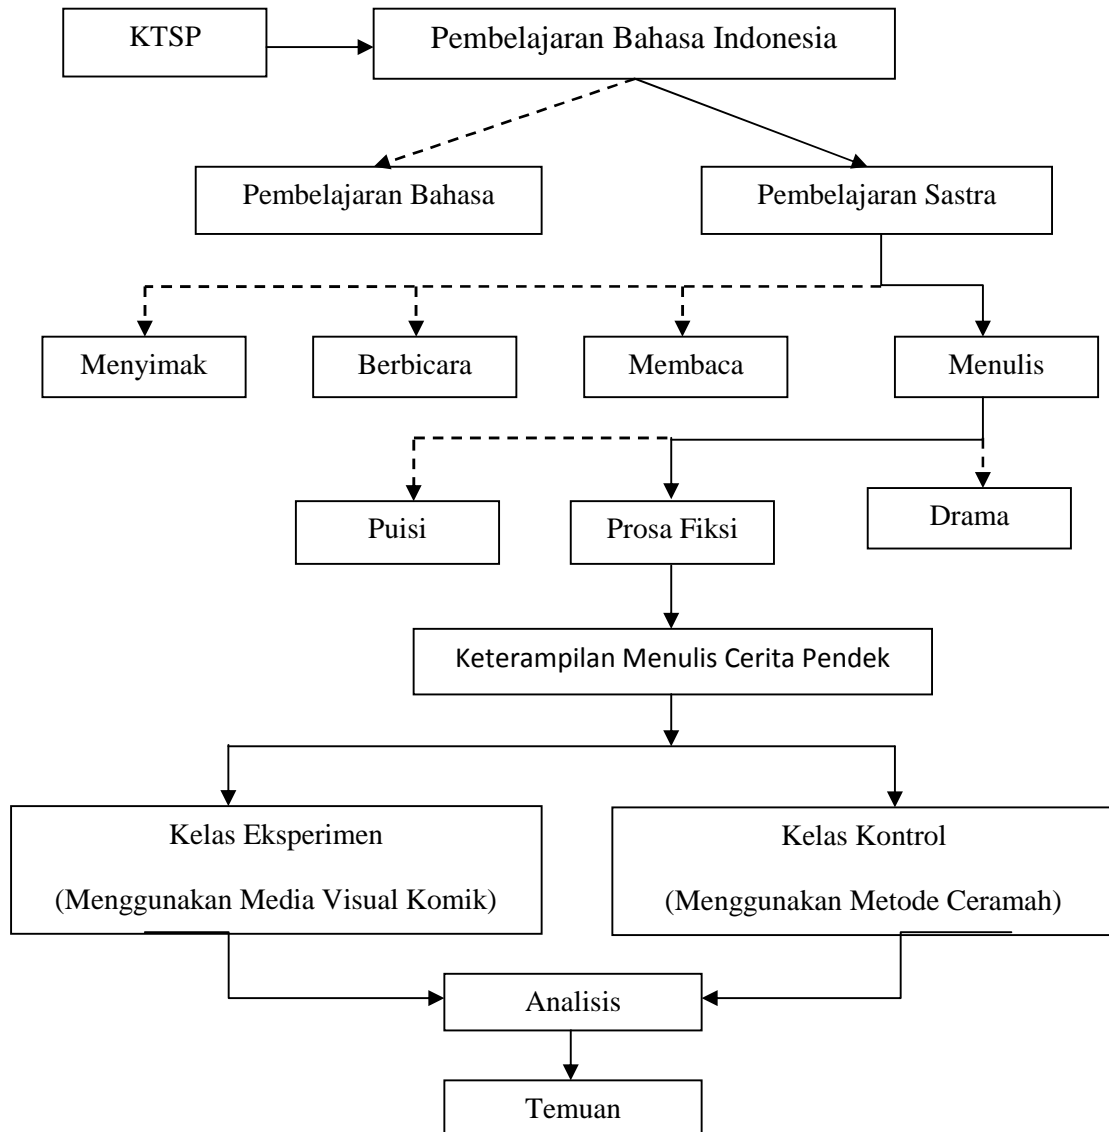 KTSP
Pembelajaran Bahasa Indonesia
Pembelajaran Bahasa
Pembelajaran Sastra
Menyimak
Berbicara
Membaca
Menulis
Puisi
Prosa Fiksi
Drama
Keterampilan Menulis Cerita Pendek
Kelas Eksperimen
(Menggunakan Media Visual Komik)
Kelas Kontrol
(Menggunakan Metode Ceramah)
Analisis
Temuan